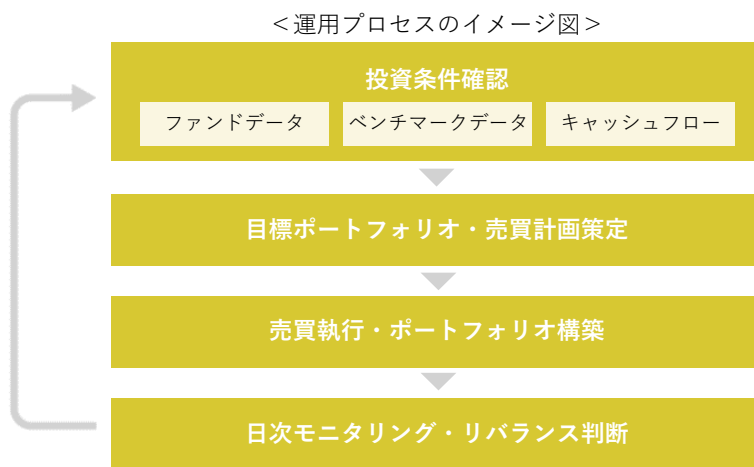 ＜運用プロセスのイメージ図＞
投資条件確認
ファンドデータ
ベンチマークデータ
キャッシュフロー
目標ポートフォリオ・売買計画策定
売買執行・ポートフォリオ構築
日次モニタリング・リバランス判断